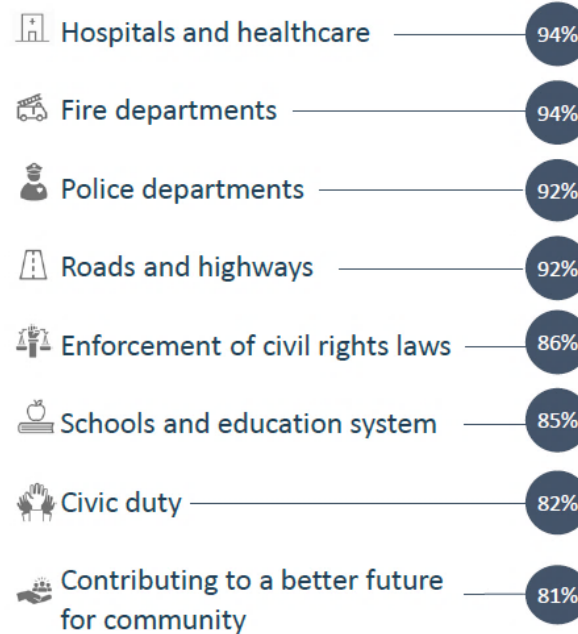 Hospitals and healthcare 94%
Fire departments 94%
Police departments 92%
Roads and highways 92%
Enforcement of civil rights laws 86%
Schools and education system 85%
Civic duty 82%
Contributing to a better future
for community 81%